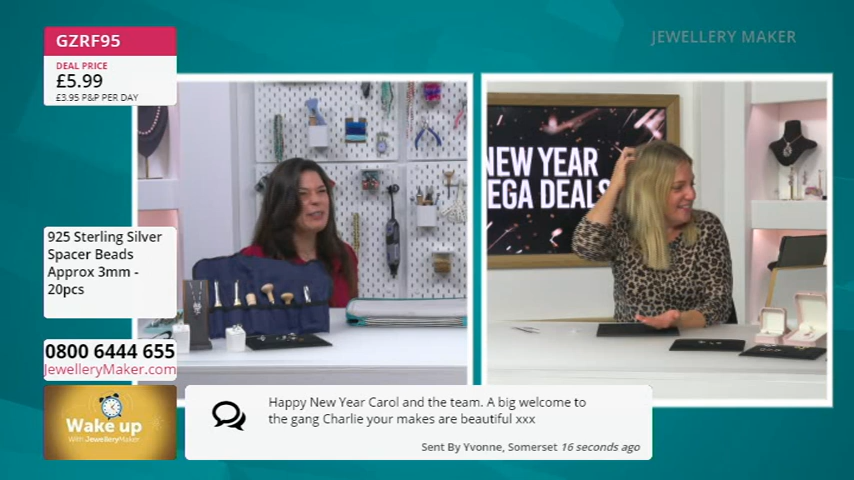 GZRF95
DEAL PRICE
£5.99
£3.95 P&P PER DAY
JEWELLERY MAKER
NEW YEAR
EGA DEALS
925 Sterling Silver
Spacer Beads
Approx 3mm -
20pcs
0800 6444 655
JewelleryMaker.com
Wake up
With JewelleryMaker
Happy New Year Carol and the team. A big welcome to
the gang Charlie your makes are beautiful xxx
Sent By Yvonne, Somerset 16 seconds ago